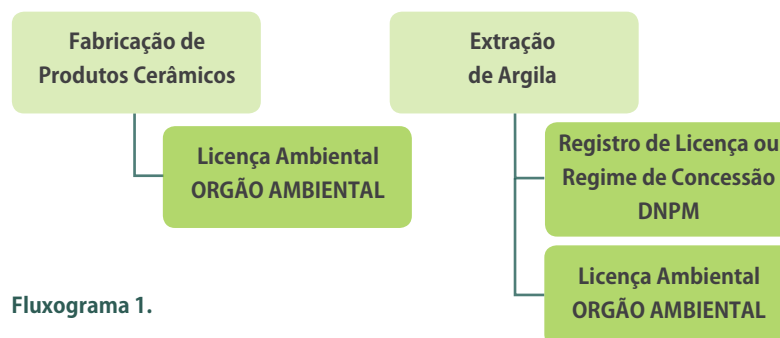 Fabricação de
Produtos Cerâmicos
Extração
de Argila
Licença Ambiental
ORGÃO AMBIENTAL
Registro de Licença ou
Regime de Concessão
DNPM
Licença Ambiental
ORGÃO AMBIENTAL
Fluxograma 1.